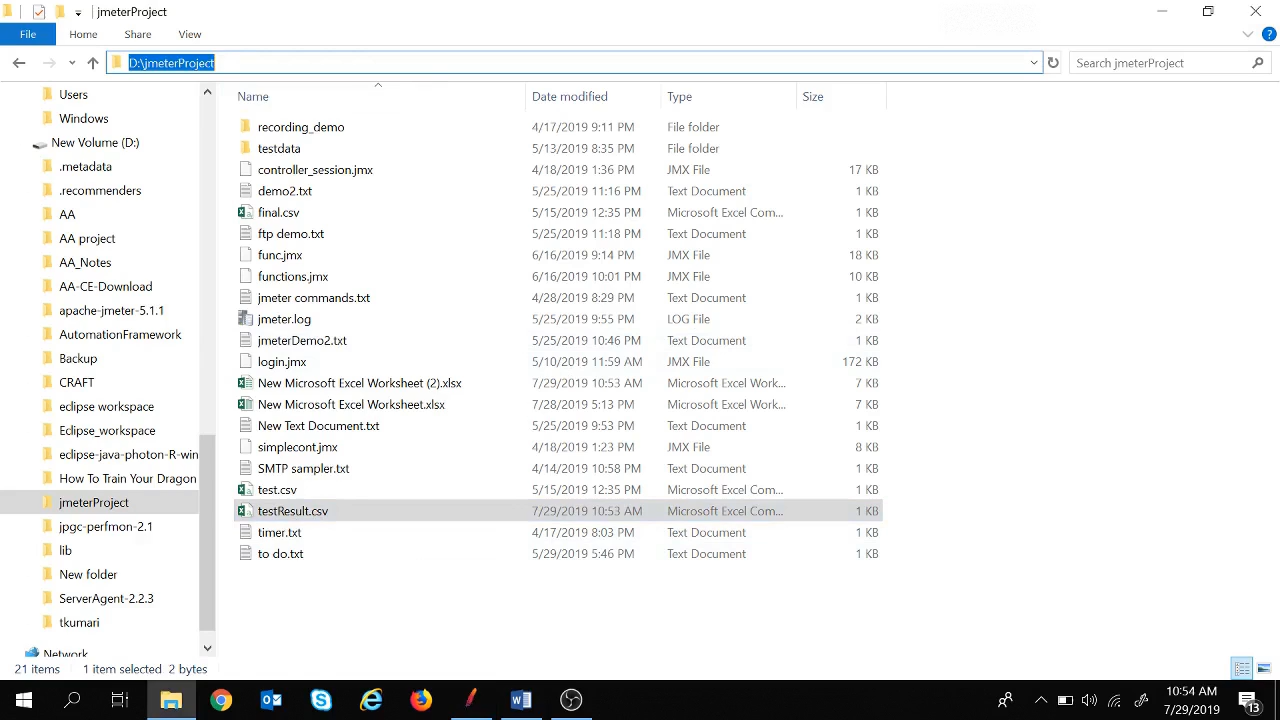 jmeterProject
File Home Share View
D:\jmeterProject Search jmeterProject
Name Date modified Type Size
Users
Windows
New Volume (D:)
.metadata
.recommenders
AA
AA project
AA_Notes
AA-CE-Download
apache-jmeter-5.1.1
AutomationFramework
Backup
CRAFT
eclipse workspace
Eclipse_workspace
eclipse-java-photon-R-win
How To Train Your Dragon
jmeterProject
jpgc-perfmon-2.1
lib
New folder
ServerAgent-2.2.3
tkumari
Network
recording_demo 4/17/2019 9:11 PM File folder
testdata 5/13/2019 8:35 PM File folder
controller_session.jmx 4/18/2019 1:36 PM JMX File 17 KB
demo2.txt 5/25/2019 11:16 PM Text Document 1 KB
final.csv 5/15/2019 12:35 PM Microsoft Excel Com... 1 KB
ftp demo.txt 5/25/2019 11:18 PM Text Document 1 KB
func.jmx 6/16/2019 9:14 PM JMX File 18 KB
functions.jmx 6/16/2019 10:01 PM JMX File 10 KB
jmeter commands.txt 4/28/2019 8:29 PM Text Document 1 KB
jmeter.log 5/25/2019 9:55 PM LOG File 2 KB
jmeterDemo2.txt 5/25/2019 10:46 PM Text Document 1 KB
login.jmx 5/10/2019 11:59 AM JMX File 172 KB
New Microsoft Excel Worksheet (2).xlsx 7/29/2019 10:53 AM Microsoft Excel Work... 7 KB
New Microsoft Excel Worksheet.xlsx 7/28/2019 5:13 PM Microsoft Excel Work... 7 KB
New Text Document.txt 5/25/2019 9:53 PM Text Document 1 KB
simplecont.jmx 4/18/2019 1:23 PM JMX File 8 KB
SMTP sampler.txt 4/14/2019 10:58 PM Text Document 1 KB
test.csv 5/15/2019 12:35 PM Microsoft Excel Com... 1 KB
testResult.csv 7/29/2019 10:53 AM Microsoft Excel Com... 1 KB
timer.txt 4/17/2019 8:03 PM Text Document 1 KB
to do.txt 5/29/2019 5:46 PM Text Document 1 KB
21 items 1 item selected 2 bytes
10:54 AM
7/29/2019
13